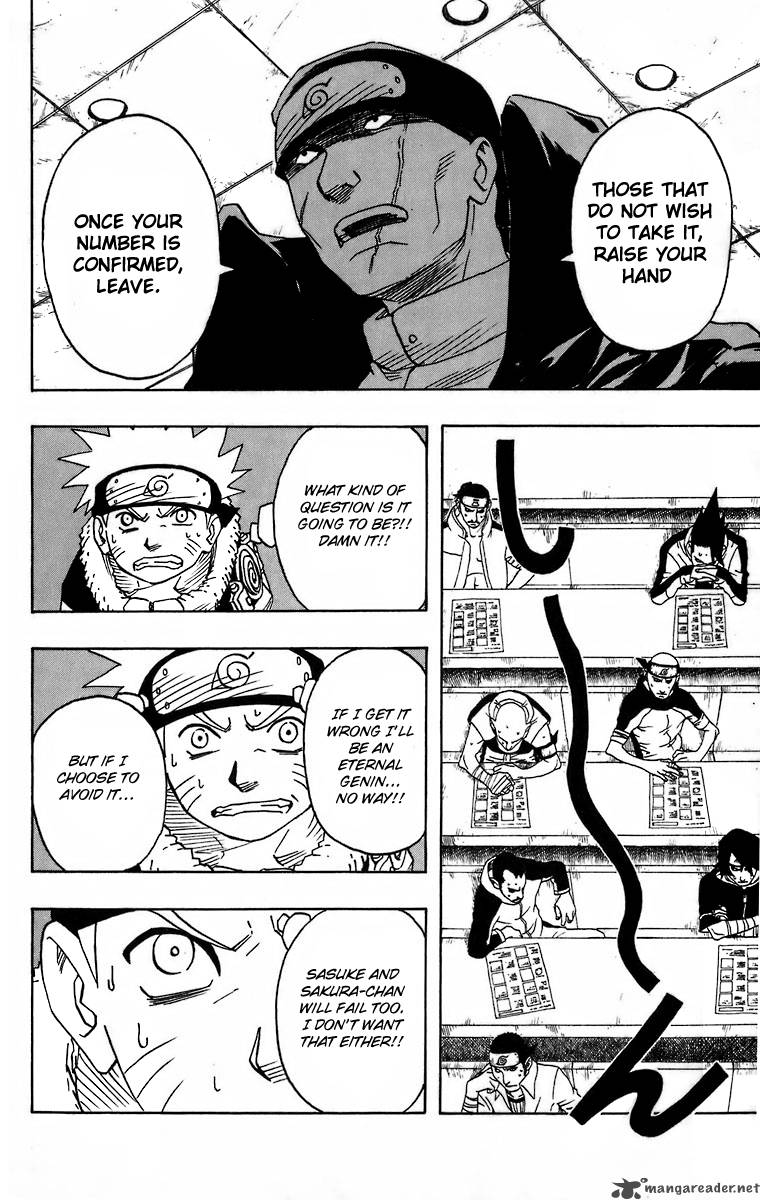 THOSE THAT
DO NOT WISH
TO TAKE IT,
RAISE YOUR
HAND
ONCE YOUR
NUMBER IS
CONFIRMED,
LEAVE.
し
ー
ん
WHAT KIND OF
QUESTION IS IT
GOING TO BE?!!
DAMN IT!!
IF I GET IT
WRONG I'LL
BE AN
ETERNAL
GENIN...
NO WAY!!
BUT IF I
CHOOSE TO
AVOID IT...
SASUKE AND
SAKURA-CHAN
WILL FAIL TOO.
I DON'T WANT
THAT EITHER!!
mangareader.net